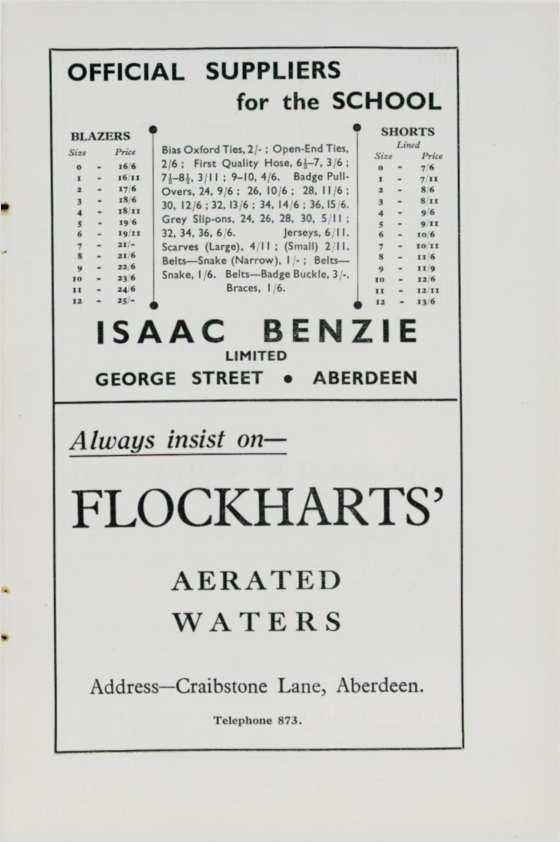 OFFICIAL SUPPLIERS
for the SCHOOL
BLAZERS
Size Price
0 - 16/6
1 - 16/11
2 - 17/6
3 - 18/6
4 - 18/11
5 - 19/6
6 - 19/11
7 - 21/-
8 - 21/6
9 - 22/6
10 - 23/6
11 - 24/6
12 - 25/-
Bias Oxford Ties, 2/- ; Open-End Ties,
2/6 ; First Quality Hose, 6½-7, 3/6 ;
7½-8½, 3/11 ; 9-10, 4/6. Badge Pull-
Overs, 24, 9/6 ; 26, 10/6 ; 28, 11/6 ;
30, 12/6 ; 32, 13/6 ; 34, 14/6 ; 36, 15/6.
Grey Slip-ons, 24, 26, 28, 30, 5/11 ;
32, 34, 36, 6/6. Jerseys, 6/11.
Scarves (Large), 4/11 ; (Small) 2/11.
Belts—Snake (Narrow), 1/- ; Belts—
Snake, 1/6. Belts—Badge Buckle, 3/-.
Braces, 1/6.
SHORTS
Lined
Size Price
0 - 7/6
1 - 7/11
2 - 8/6
3 - 8/11
4 - 9/6
5 - 9/11
6 - 10/6
7 - 10/11
8 - 11/6
9 - 11/9
10 - 12/6
11 - 12/11
12 - 13/6
ISAAC BENZIE
LIMITED
GEORGE STREET • ABERDEEN
Always insist on—
FLOCKHARTS'
AERATED
WATERS
Address—Craibstone Lane, Aberdeen.
Telephone 873.